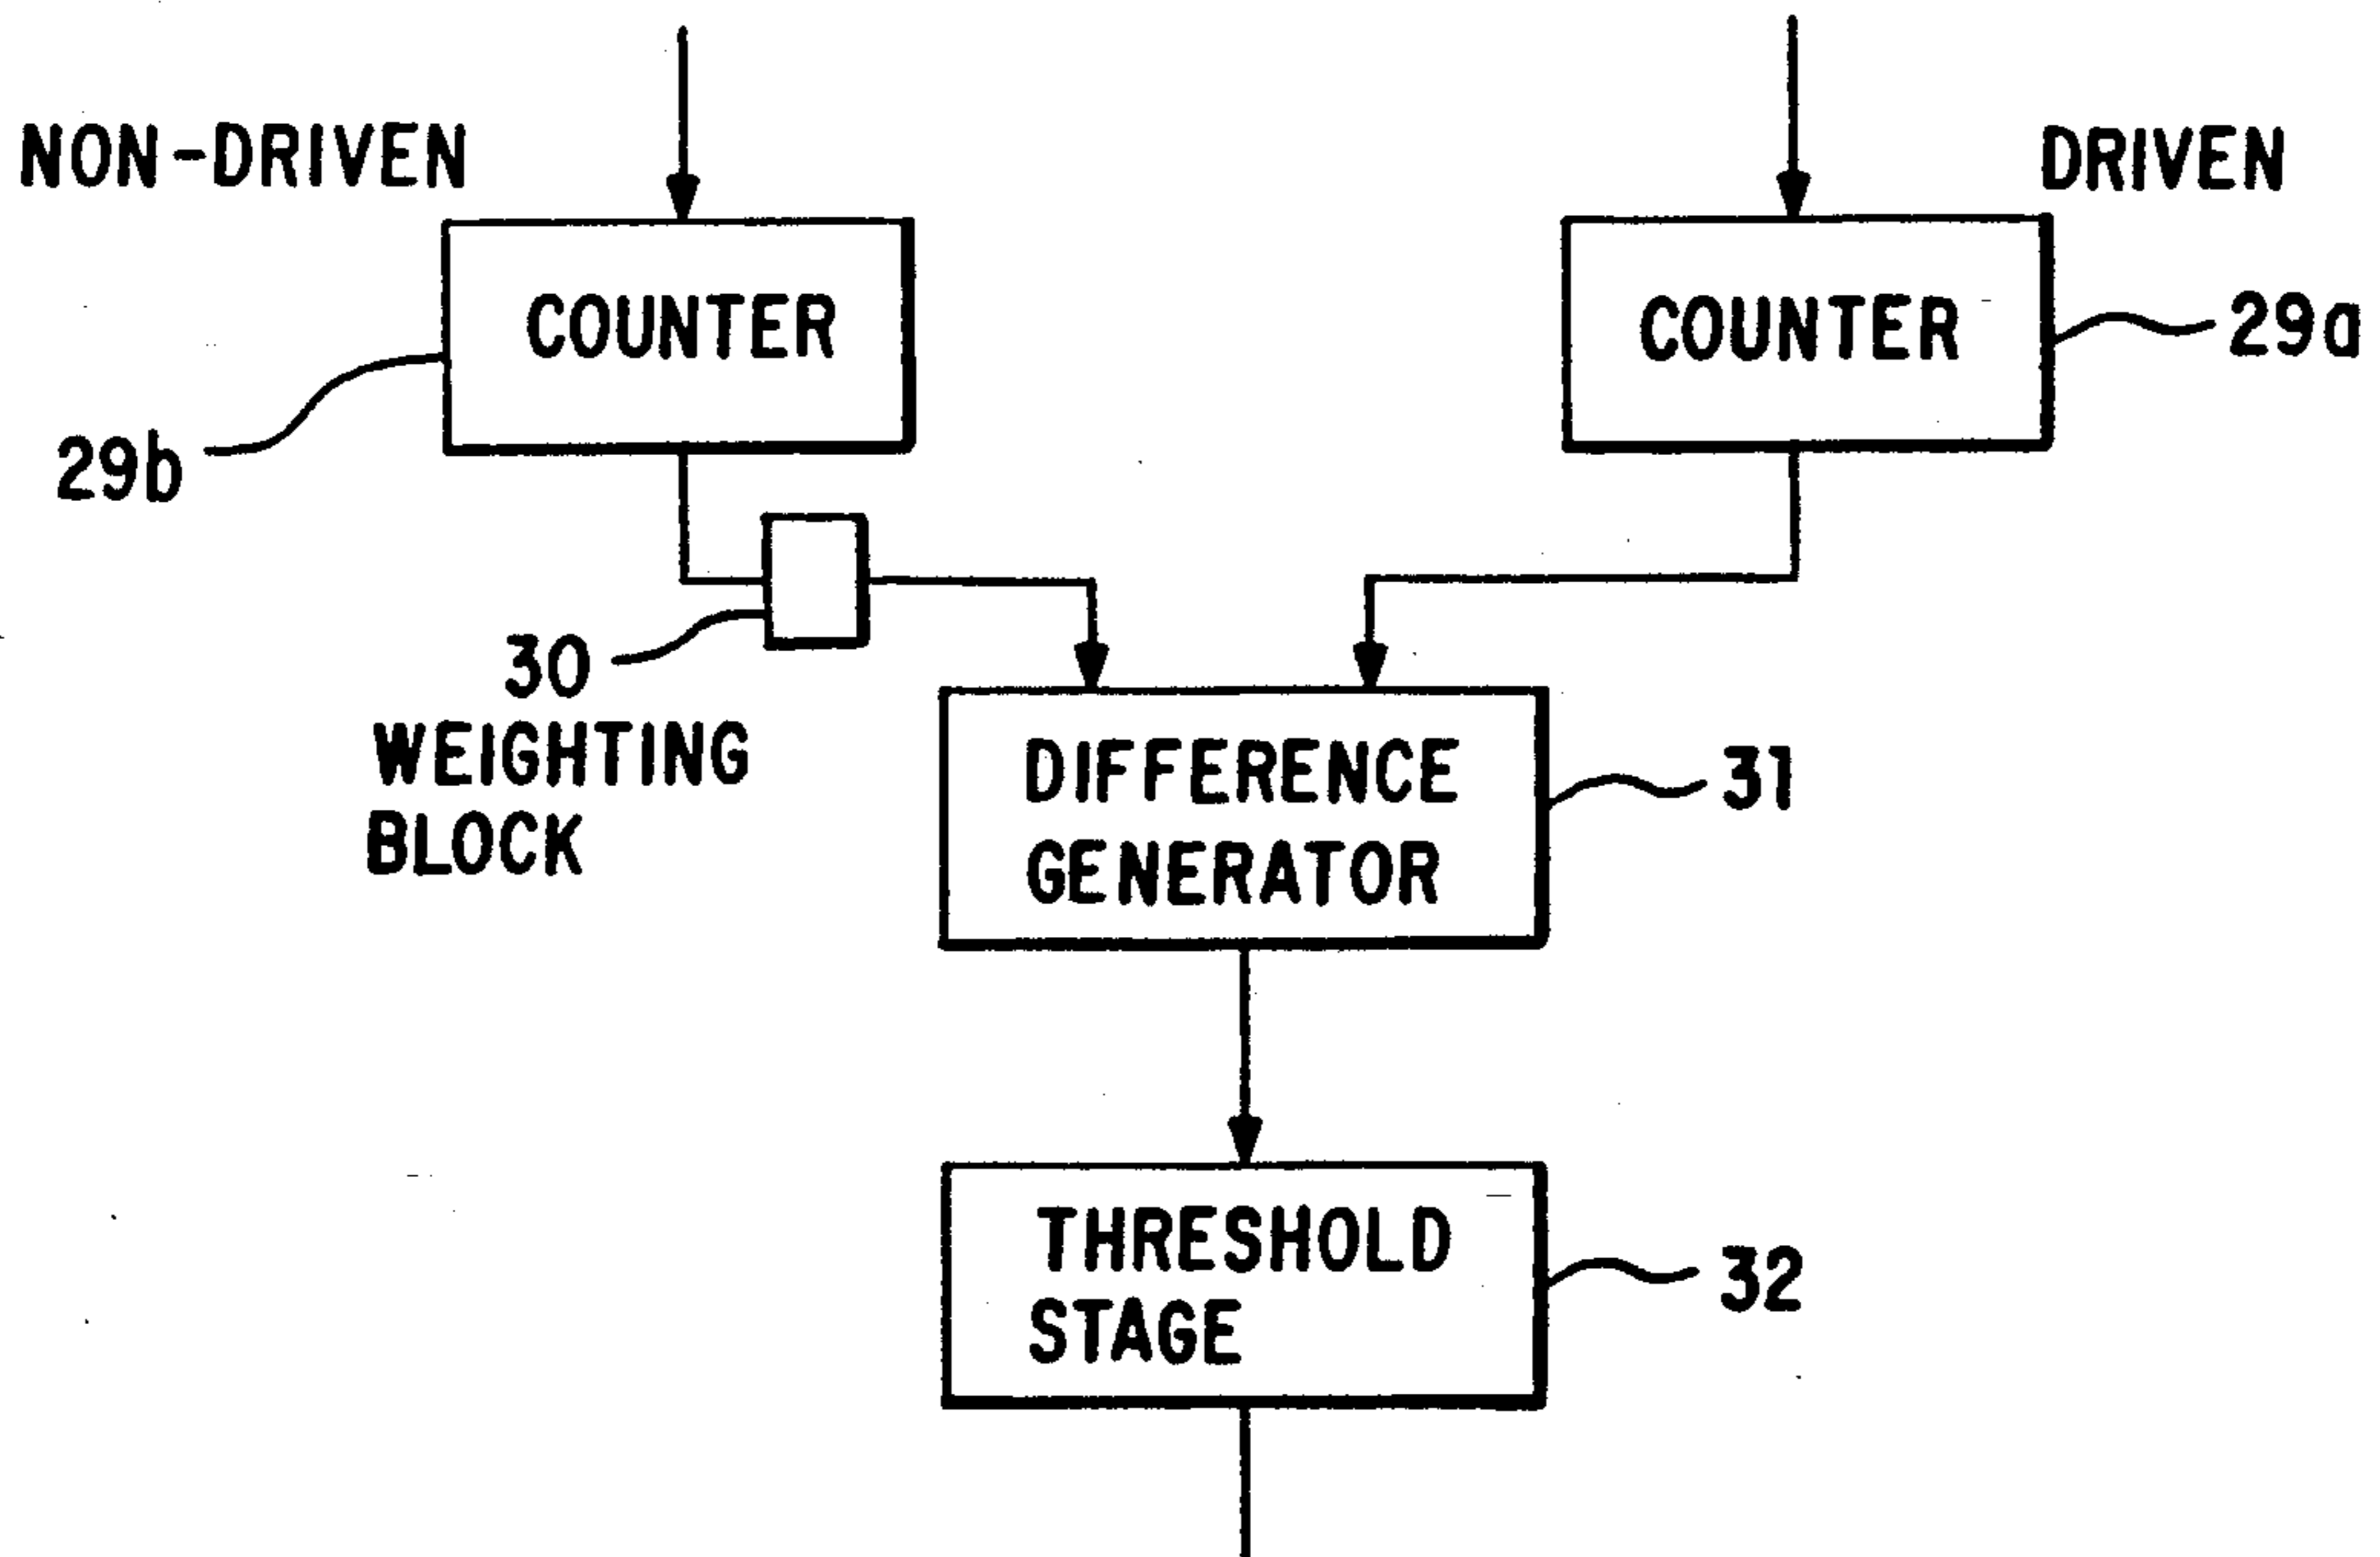 NON-DRIVEN
DRIVEN
COUNTER
COUNTER
29a
29b
30
WEIGHTING
BLOCK
DIFFERENCE
GENERATOR
31
THRESHOLD
STAGE
32